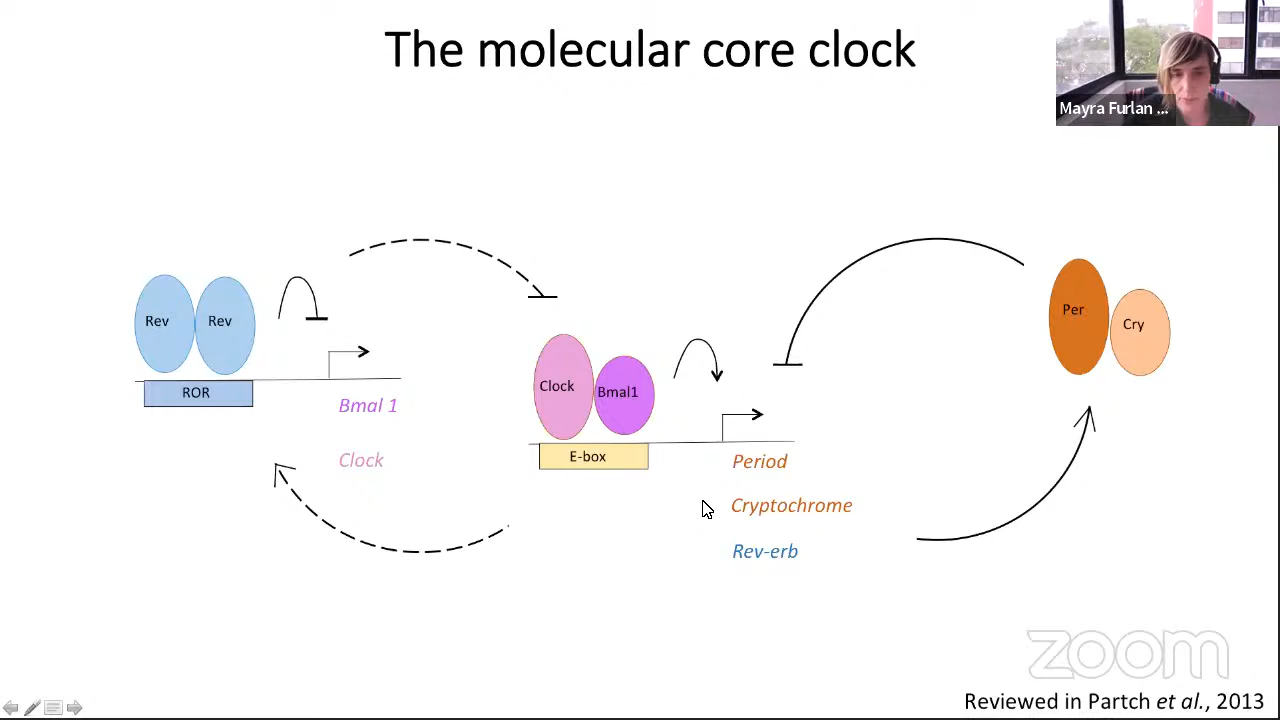 The molecular core clock
Mayra Furlan ...
Rev
Rev
ROR
Bmal 1
Clock
Clock
Bmal1
E-box
Period
Cryptochrome
Rev-erb
Per
Cry
zoom
Reviewed in Partch et al., 2013